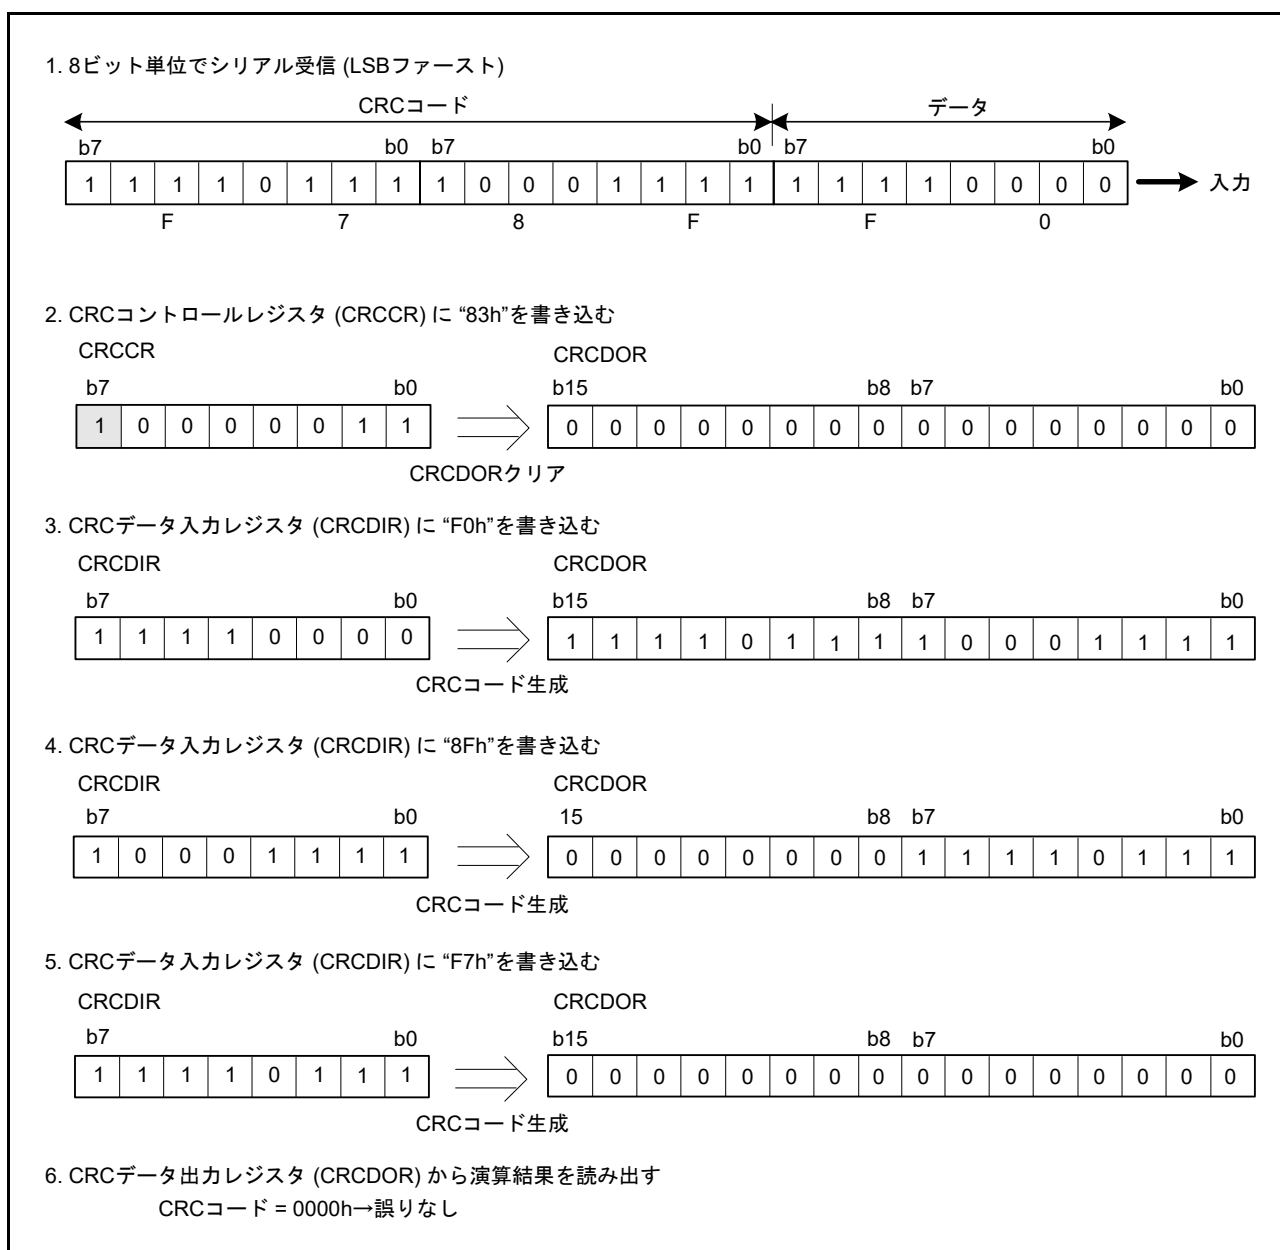 1. 8ビット単位でシリアル受信 (LSBファースト)
CRCコード データ
b7 b0 b7 b0 b7 b0
1 1 1 1 0 1 1 1 1 0 0 0 1 1 1 1 1 1 1 1 0 0 0 0 入力
F 7 8 F F 0
2. CRCコントロールレジスタ (CRCCR) に “83h”を書き込む
CRCCR CRCDOR
b7 b0 b15 b8 b7 b0
1 0 0 0 0 0 1 1 0 0 0 0 0 0 0 0 0 0 0 0 0 0 0 0
CRCDORクリア
3. CRCデータ入力レジスタ (CRCDIR) に “F0h”を書き込む
CRCDIR CRCDOR
b7 b0 b15 b8 b7 b0
1 1 1 1 0 0 0 0 1 1 1 1 0 1 1 1 1 0 0 0 1 1 1 1
CRCコード生成
4. CRCデータ入力レジスタ (CRCDIR) に “8Fh”を書き込む
CRCDIR CRCDOR
b7 b0 15 b8 b7 b0
1 0 0 0 1 1 1 1 0 0 0 0 0 0 0 0 1 1 1 1 0 1 1 1
CRCコード生成
5. CRCデータ入力レジスタ (CRCDIR) に “F7h”を書き込む
CRCDIR CRCDOR
b7 b0 b15 b8 b7 b0
1 1 1 1 0 1 1 1 0 0 0 0 0 0 0 0 0 0 0 0 0 0 0 0
CRCコード生成
6. CRCデータ出力レジスタ (CRCDOR) から演算結果を読み出す
CRCコード = 0000h→誤りなし